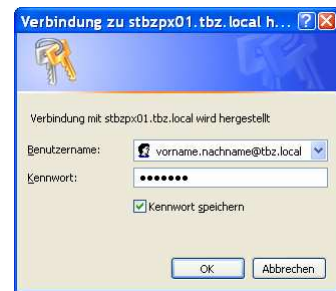 Verbindung zu stbzpx01.tbz.local h...
Verbindung mit stbzpx01.tbz.local wird hergestellt
Benutzername: vorname.nachname@tbz.local
Kennwort: •••••••
Kennwort speichern
OK Abbrechen